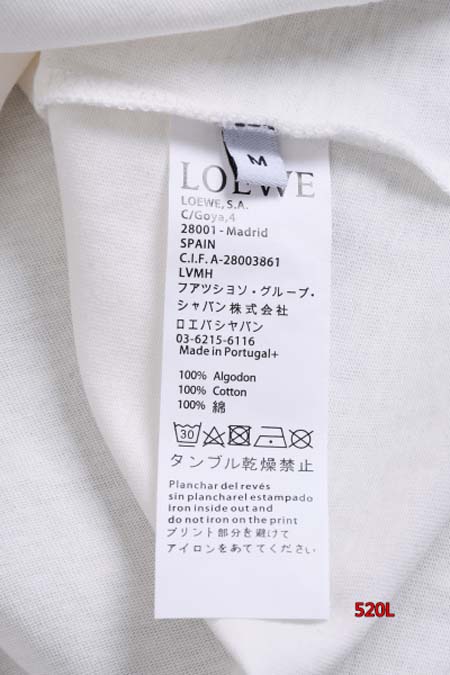 M
LOEWE
LOEWE, S.A.
C/Goya,4
28001 - Madrid
SPAIN
C.I.F. A-28003861
LVMH
フアツショソ・グループ・
シャパン株式会社
ロエバシヤバン
03-6215-6116
Made in Portugal+
100% Algodon
100% Cotton
100% 綿
30
タンブル乾燥禁止
Planchar del revés
sin plancharel estampado
Iron inside out and
do not iron on the print
プリント部分を避けて
アイロンをあててください
520L